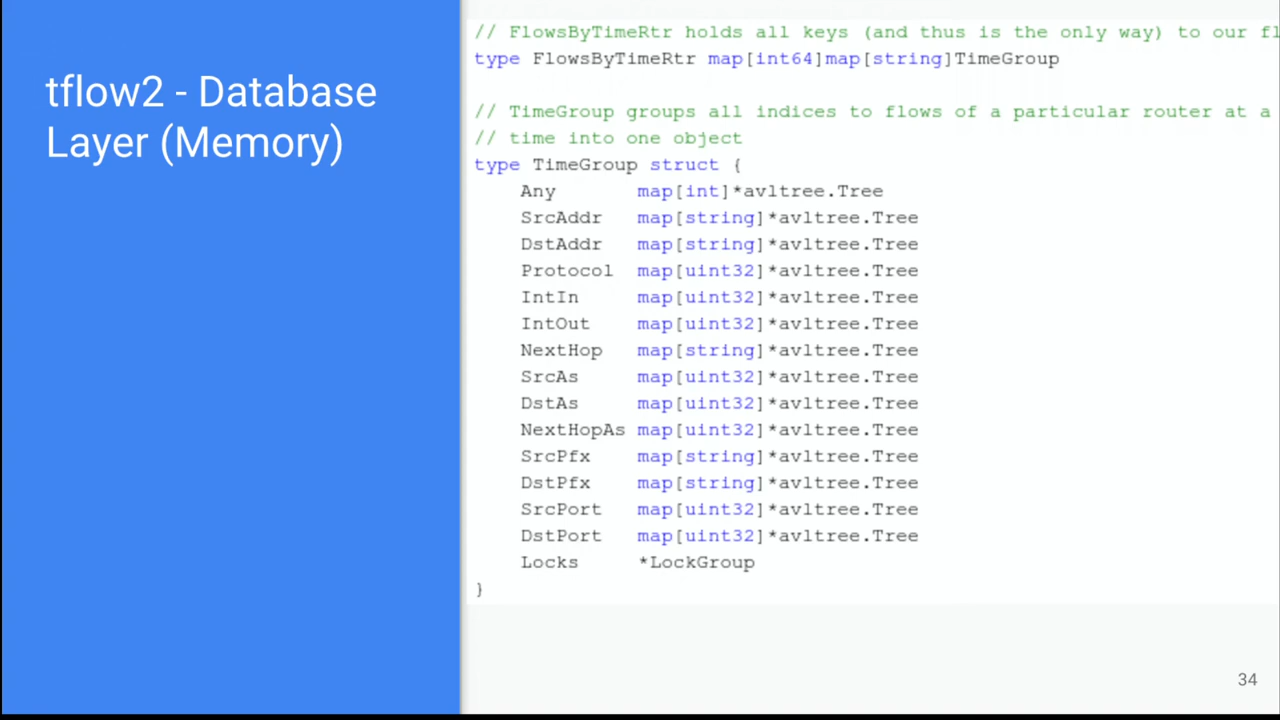 tflow2 - Database
Layer (Memory)
// FlowsByTimeRtr holds all keys (and thus is the only way) to our
type FlowsByTimeRtr map[int64]map[string]TimeGroup
// TimeGroup groups all indices to flows of a particular router at a
// time into one object
type TimeGroup struct {
Any map[int]*avltree.Tree
SrcAddr map[string]*avltree.Tree
DstAddr map[string]*avltree.Tree
Protocol map[uint32]*avltree.Tree
IntIn map[uint32]*avltree.Tree
IntOut map[uint32]*avltree.Tree
NextHop map[string]*avltree.Tree
SrcAs map[uint32]*avltree.Tree
DstAs map[uint32]*avltree.Tree
NextHopAs map[uint32]*avltree.Tree
SrcPfx map[string]*avltree.Tree
DstPfx map[string]*avltree.Tree
SrcPort map[uint32]*avltree.Tree
DstPort map[uint32]*avltree.Tree
Locks *LockGroup
}
34